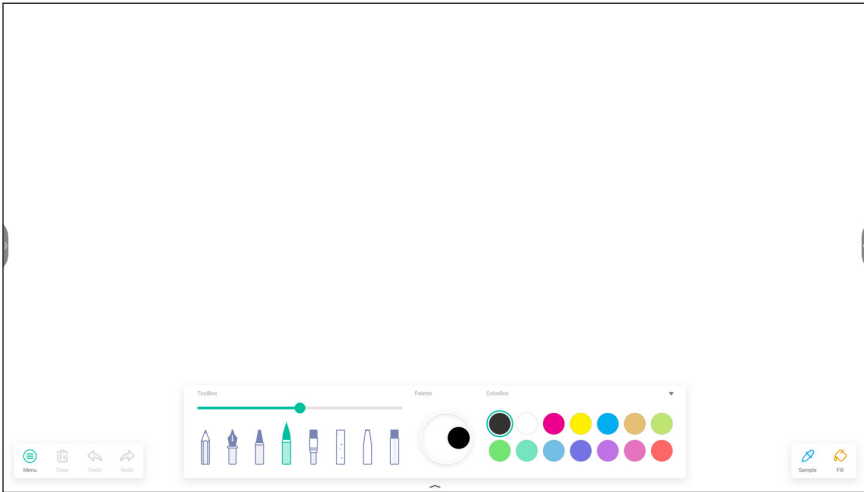 ToolBox
Palette
ColorBox
Menu
Clear
Undo
Redo
Sample
Fill